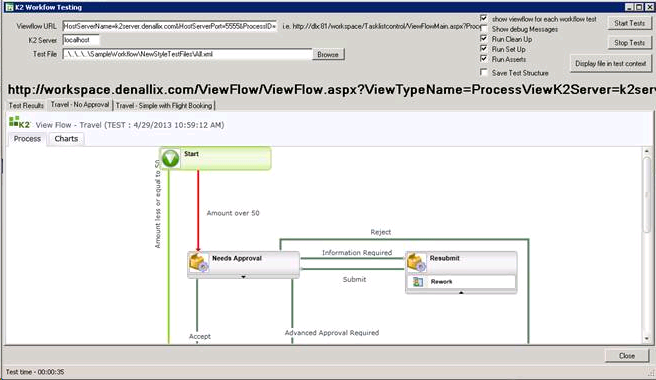 K2 Workfow Testing
Viewflow URL
HostServerName=k2server.denallix.com&HostServerPort=5555&ProcessID=
i.e. http://dlx:81/workspace/Tasklistcontrol/ViewFlowMain.aspx?Proc
K2 Server
localhost
Test File
..\..\..\..\SampleWorkflow\NewStyleTestFiles\All.xml
Browse
show viewflow for each workflow test
Show debug Messages
Run Clean Up
Run Set Up
Run Asserts
Save Test Structure
Start Tests
Stop Tests
Display file in test context
http://workspace.denallix.com/ViewFlow/ViewFlow.aspx?ViewTypeName=ProcessViewK2Server=k2serv
Test Results
Travel - No Approval
Travel - Simple with Flight Booking
K2 View Flow - Travel (TEST : 4/29/2013 10:59:12 AM)
Process
Charts
Start
Amount less or equal to 50
Amount over 50
Reject
Needs Approval
Information Required
Resubmit
Submit
Rework
Accept
Advanced Approval Required
Close
Test time - 00:00:35